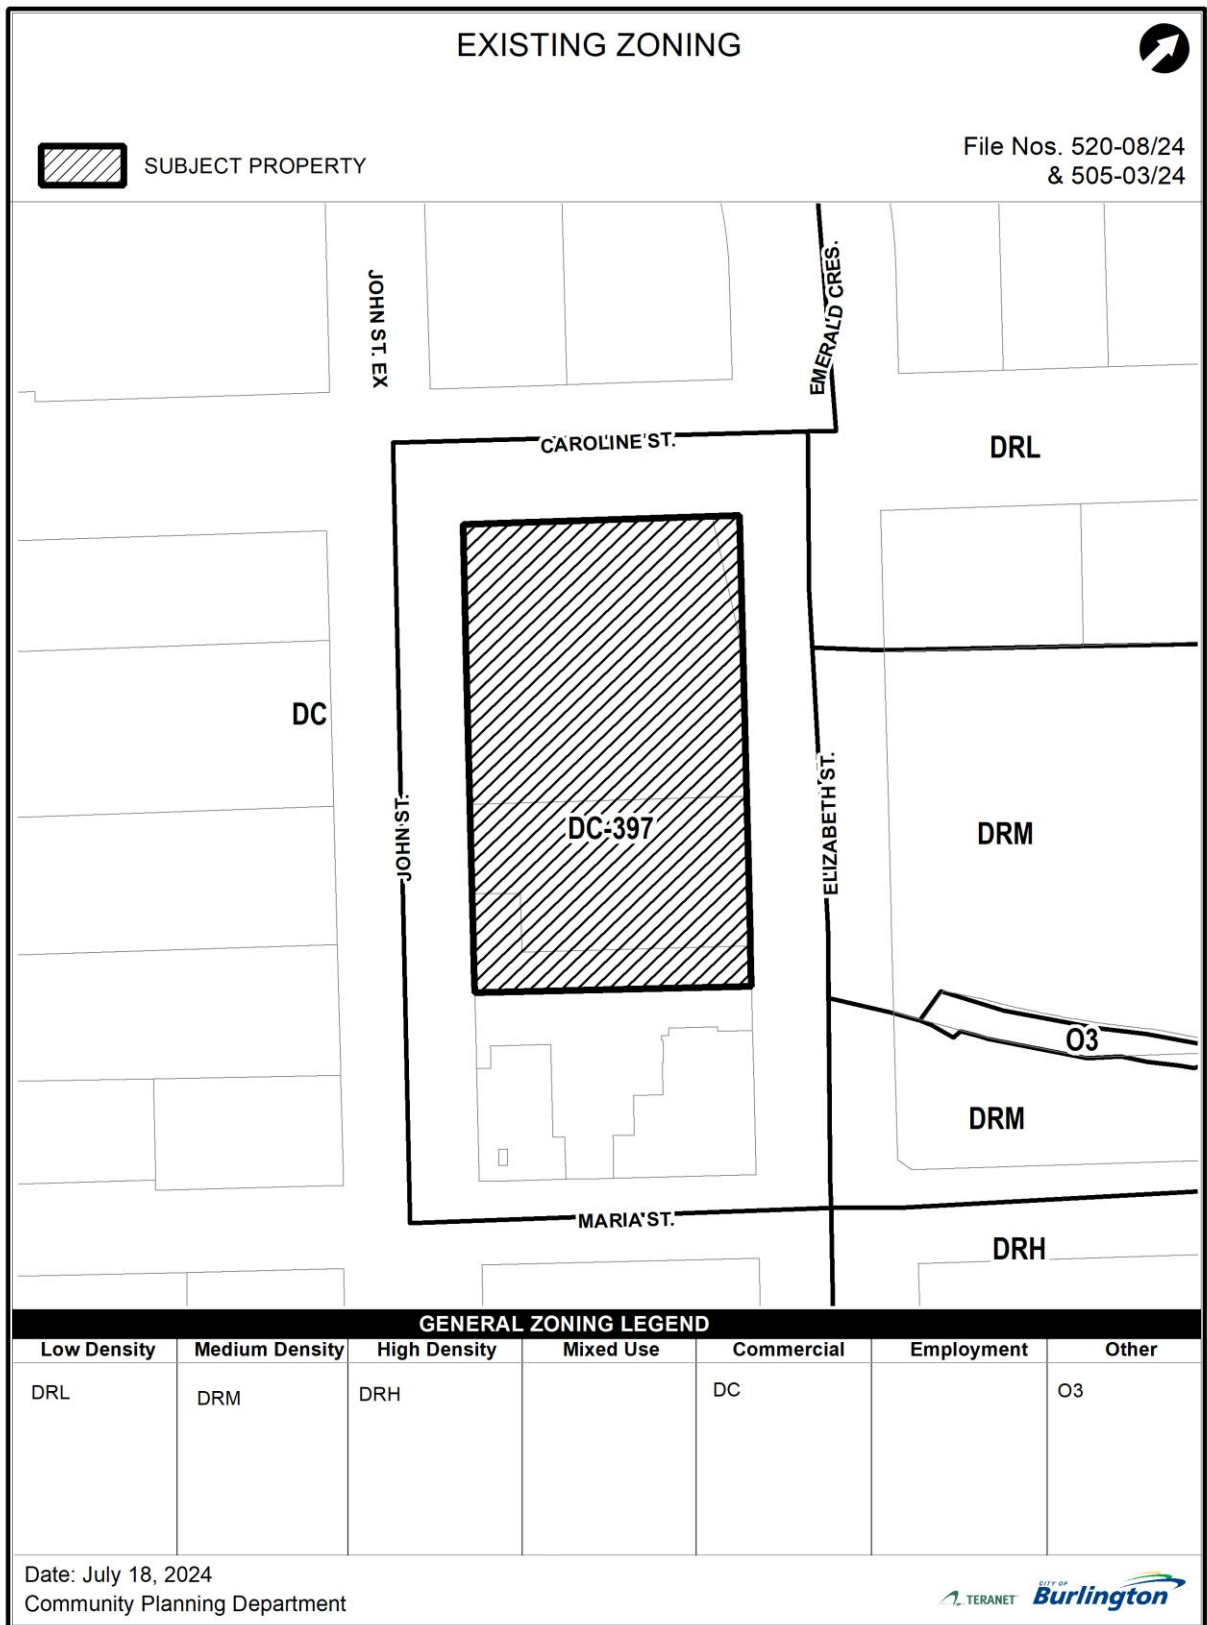 EXISTING ZONING
SUBJECT PROPERTY
File Nos. 520-08/24
& 505-03/24
JOHN ST. EX
EMERALD CRES.
CAROLINE ST.
DRL
DC
JOHN ST.
DC-397
ELIZABETH ST.
DRM
O3
DRM
MARIA ST.
DRH
GENERAL ZONING LEGEND
Low Density Medium Density High Density Mixed Use Commercial Employment Other
DRL DRM DRH DC O3
Date: July 18, 2024
Community Planning Department
TERANET
CITY OF
Burlington